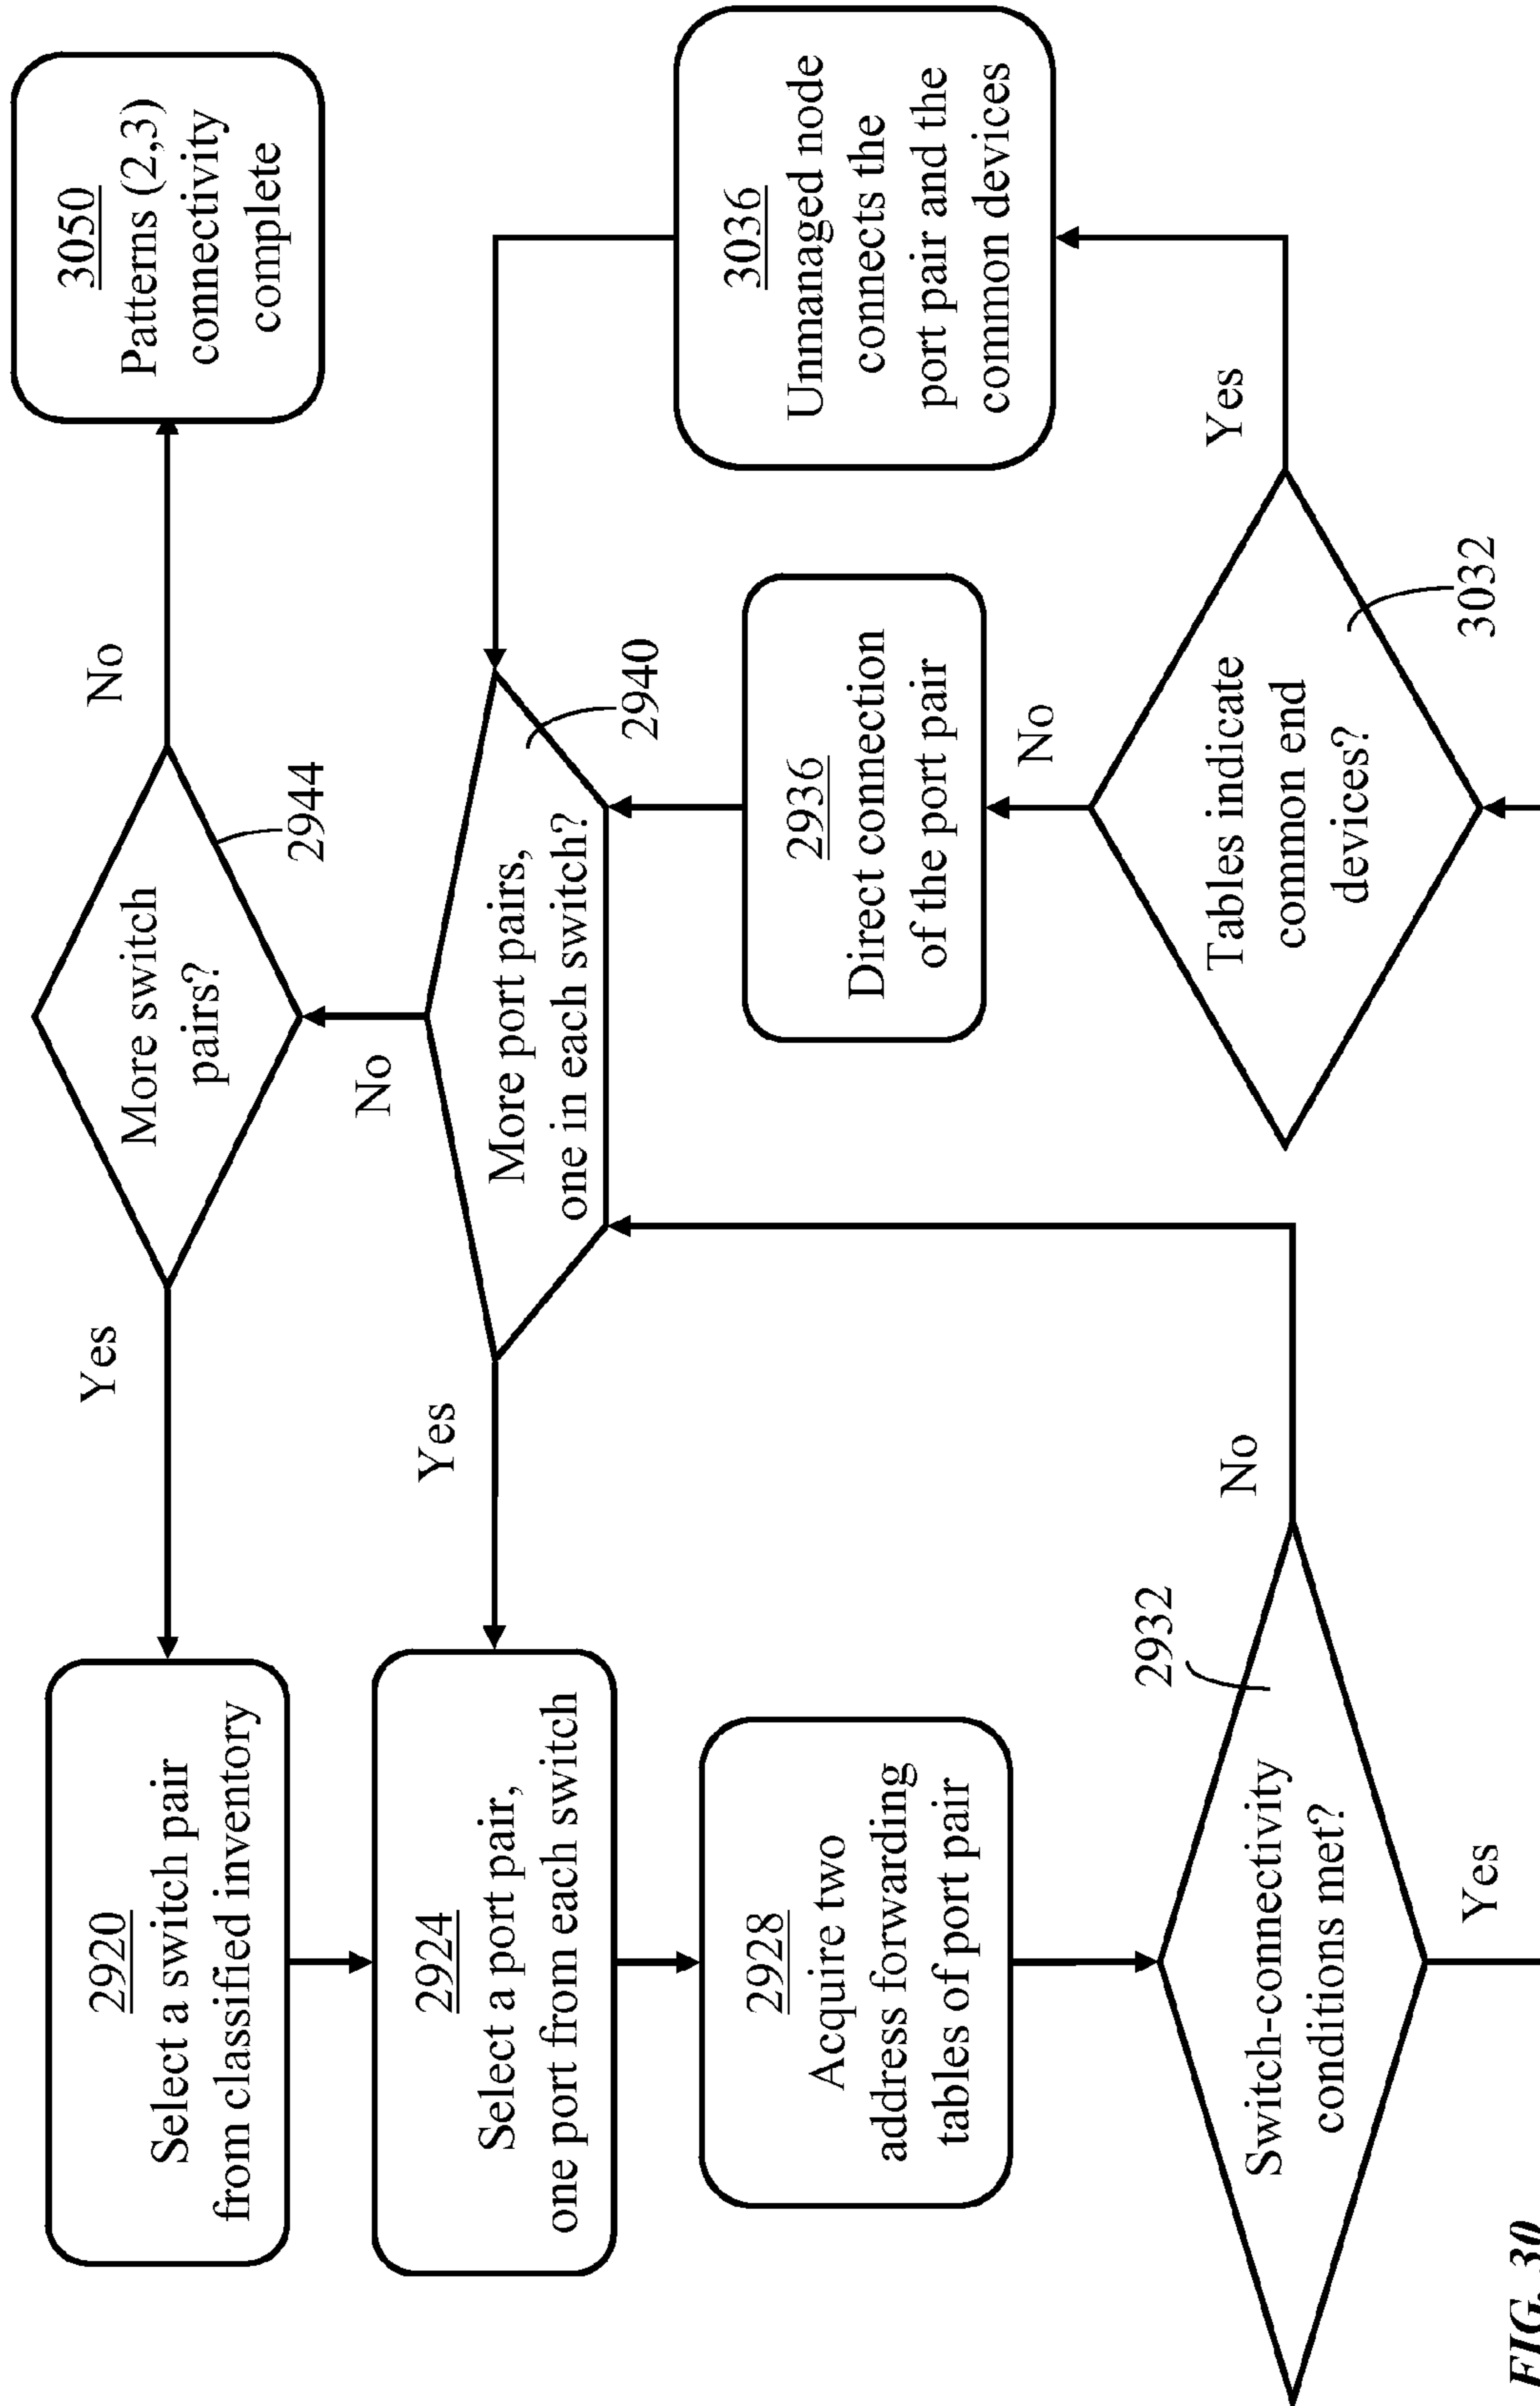 2920
Select a switch pair
from classified inventory
Yes
More switch
pairs?
2944
No
3050
Patterns (2,3)
connectivity
complete
2924
Select a port pair,
one port from each switch
Yes
More port pairs,
one in each switch?
2940
No
2928
Acquire two
address forwarding
tables of port pair
2936
Direct connection
of the port pair
3036
Unmanaged node
connects the
port pair and the
common devices
2932
Switch-connectivity
conditions met?
No
Yes
Tables indicate
common end
devices?
3032
No
Yes
FIG. 30